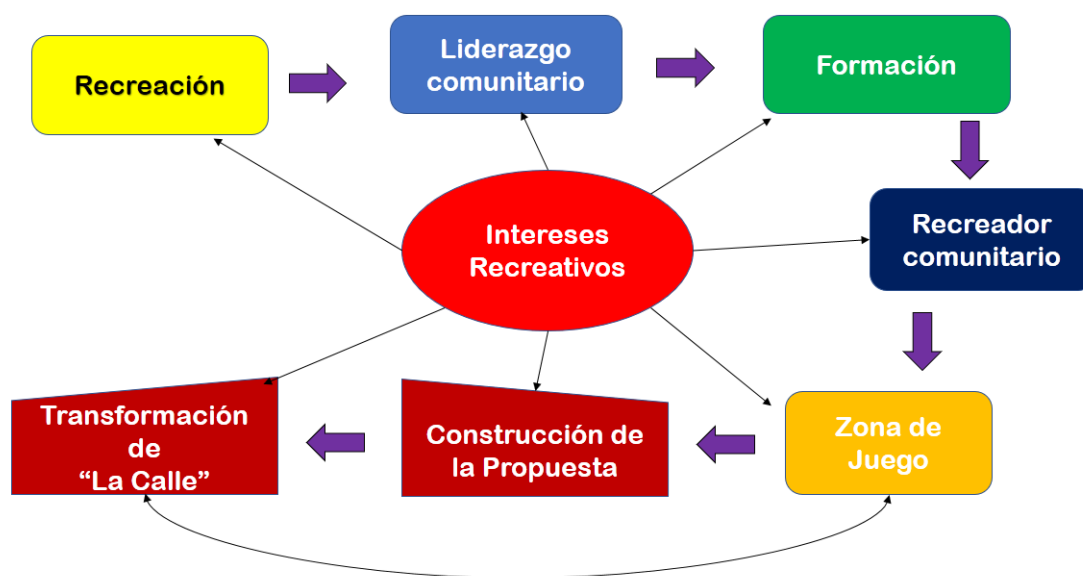 Recreación
Liderazgo
comunitario
Formación
Intereses
Recreativos
Recreador
comunitario
Transformación
de
“La Calle”
Construcción de
la Propuesta
Zona de
Juego